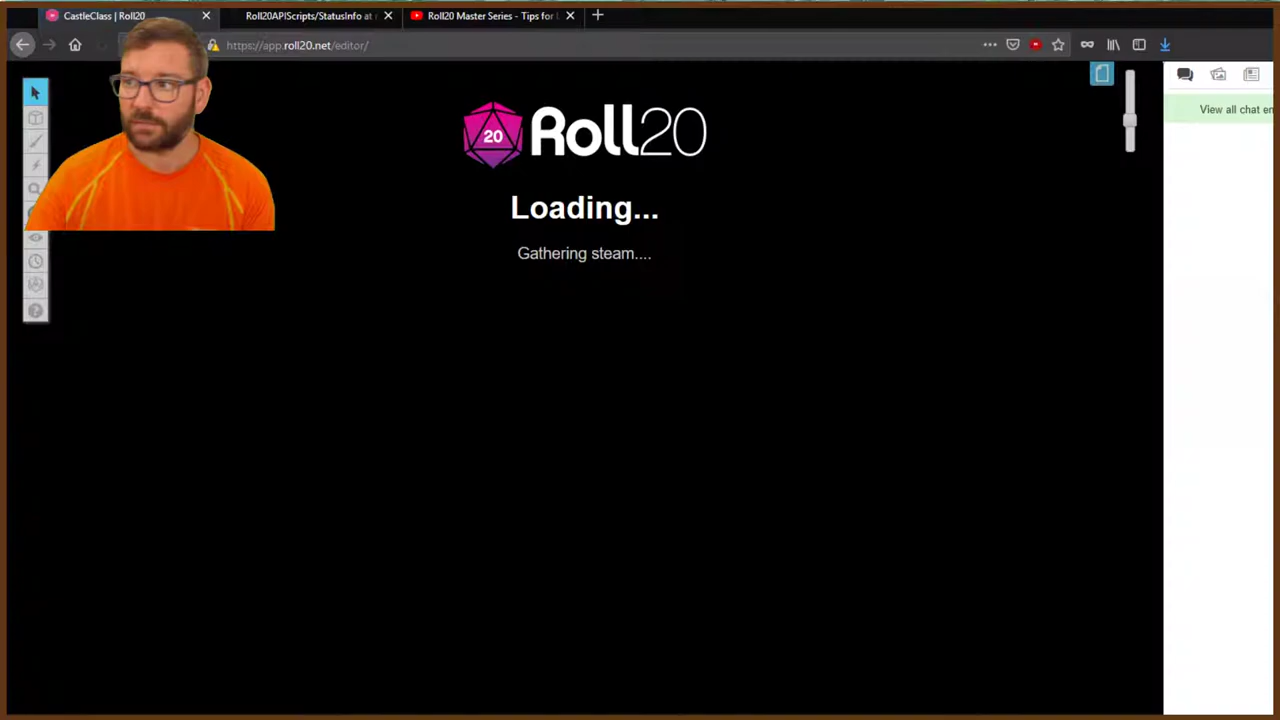 CastleClass | Roll20
Roll20APIScripts/StatusInfo at
Roll20 Master Series - Tips for
https://app.roll20.net/editor/
20
Roll20
View all chat en
Loading...
Gathering steam....